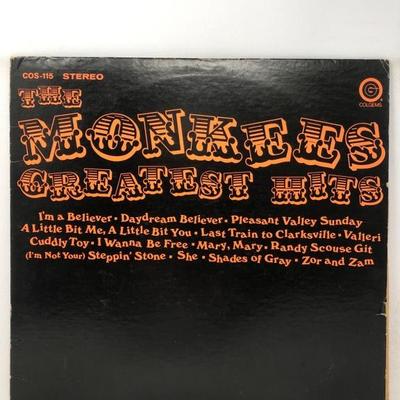 COS-115 STEREO
G
COLGEMS
THE
MONKEES
GREATEST HITS
I'm a Believer • Daydream Believer • Pleasant Valley Sunday
A Little Bit Me, A Little Bit You • Last Train to Clarksville • Valleri
Cuddly Toy • I Wanna Be Free • Mary, Mary • Randy Scouse Git
(I'm Not Your) Steppin' Stone • She • Shades of Gray • Zor and Zam